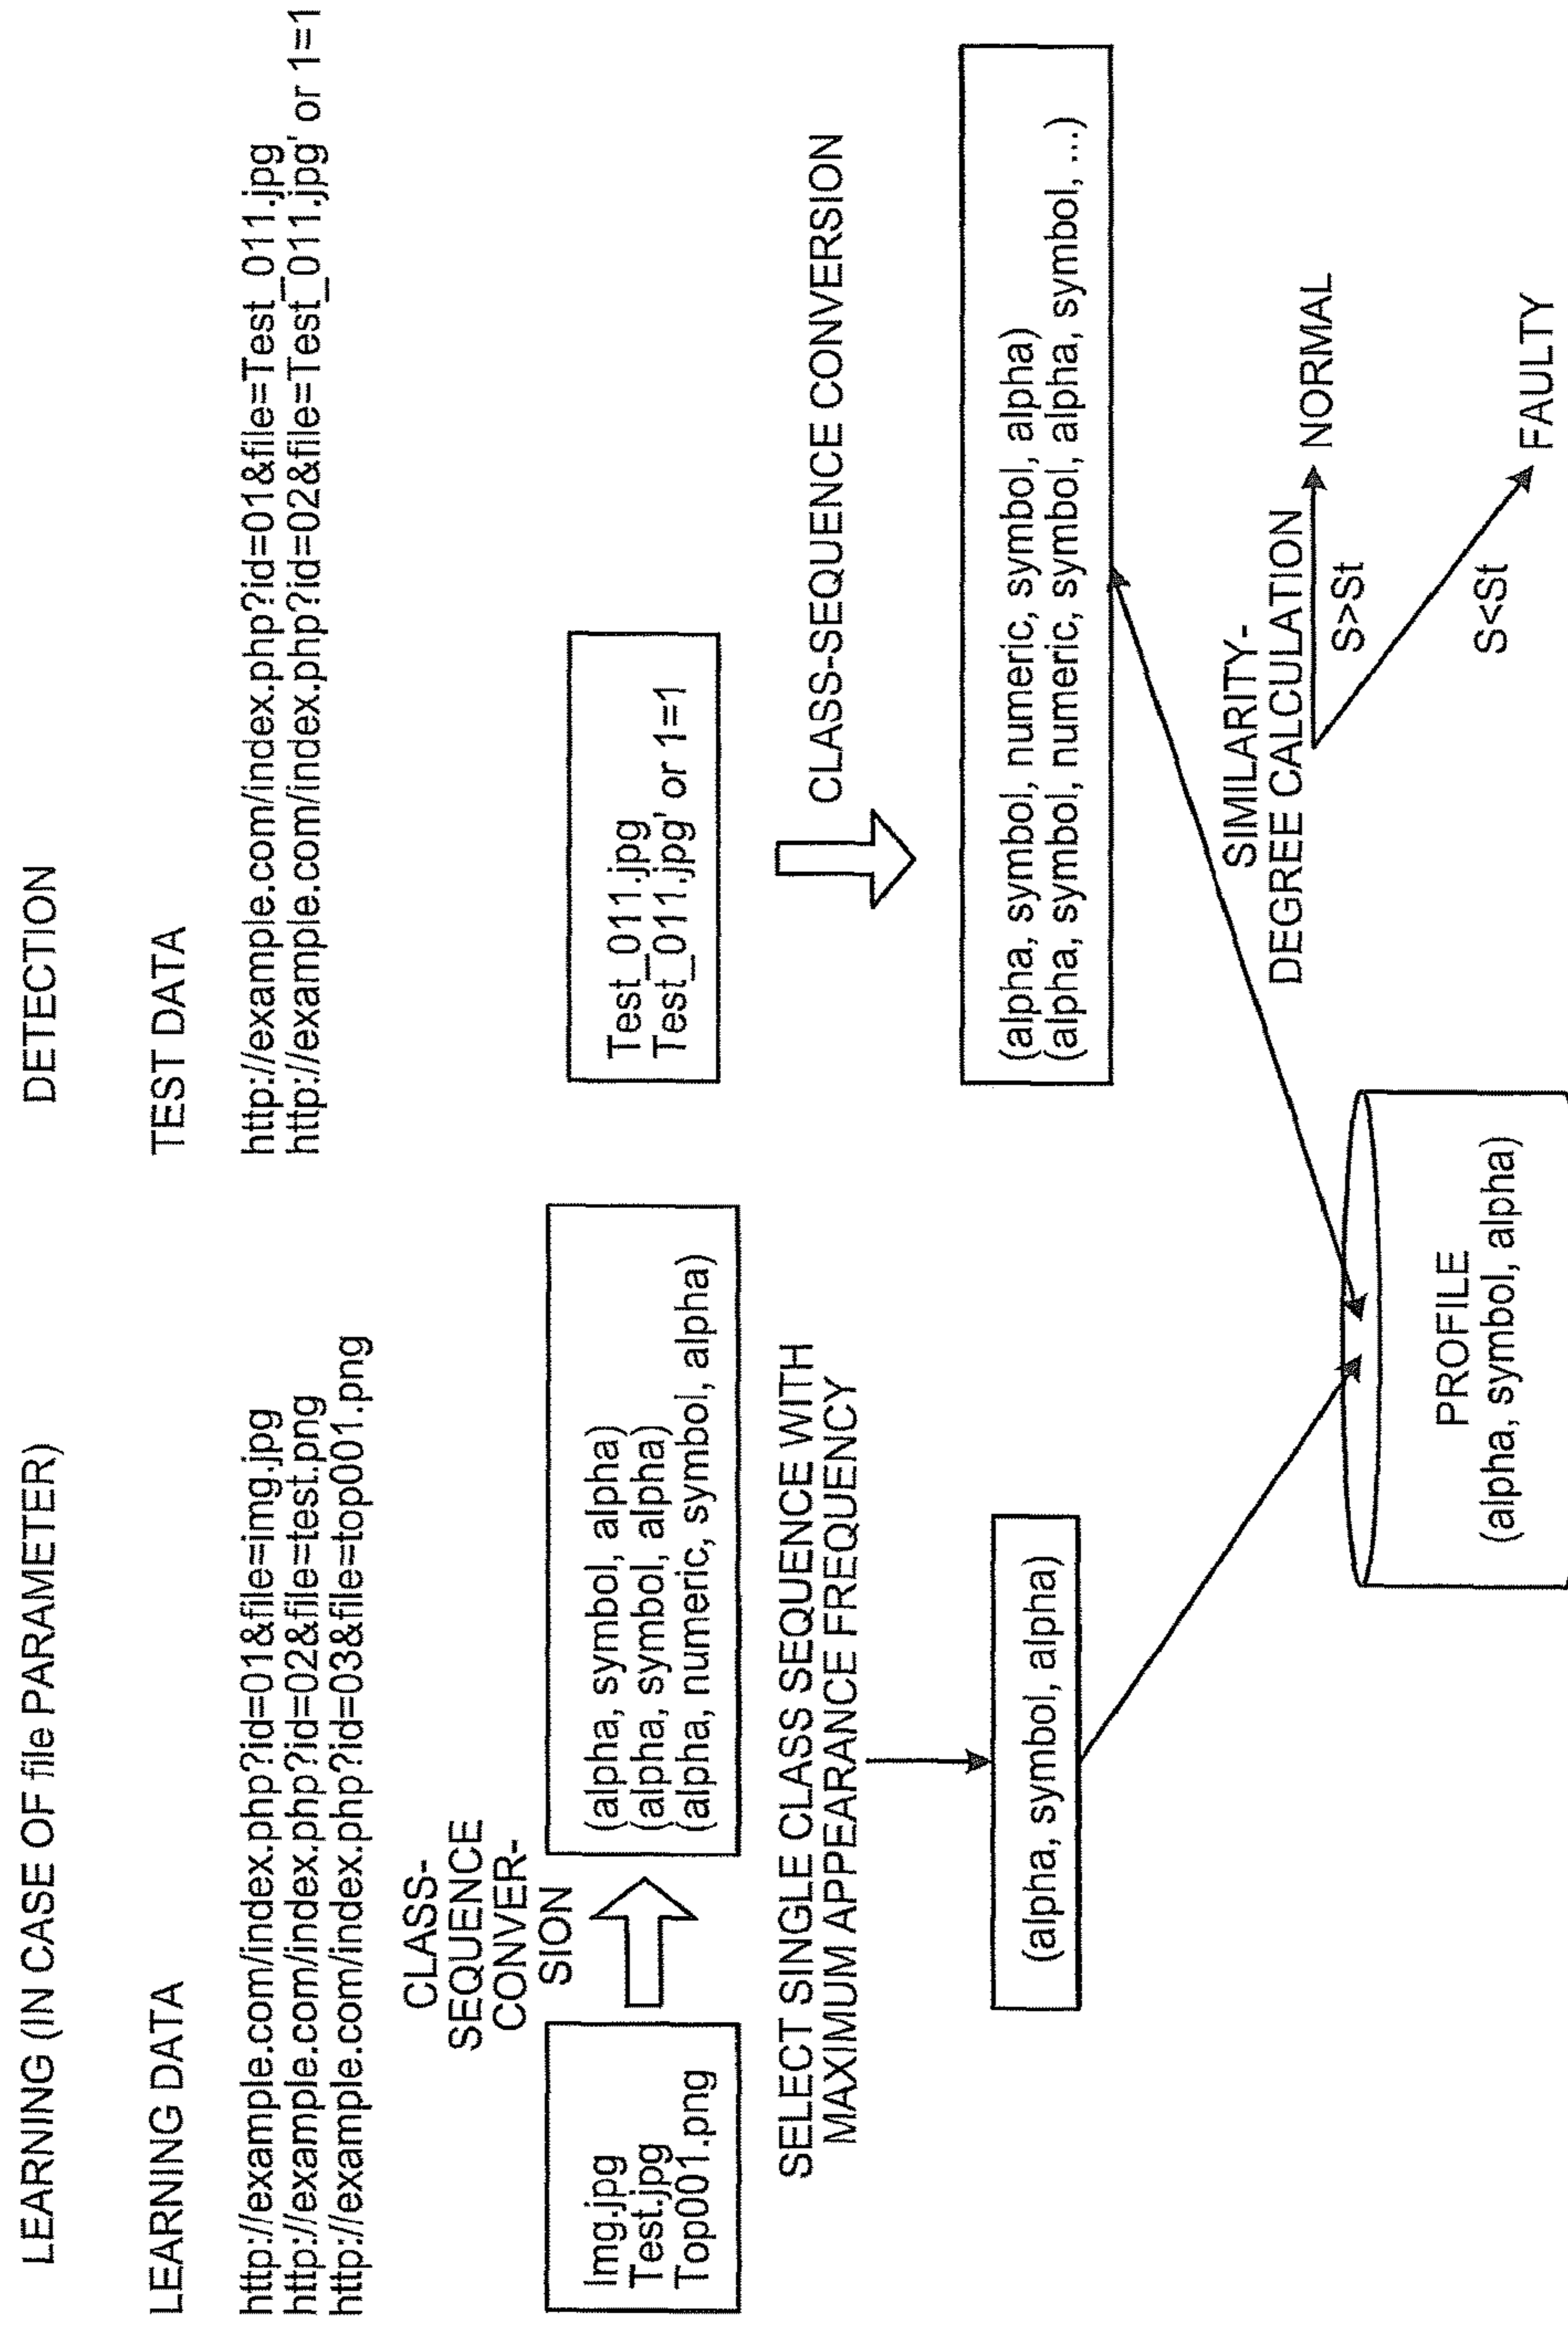 LEARNING (IN CASE OF file PARAMETER)
LEARNING DATA
http://example.com/index.php?id=01&file=img.jpg
http://example.com/index.php?id=02&file=test.png
http://example.com/index.php?id=03&file=top001.png
Img.jpg
Test.jpg
Top001.png
CLASS-
SEQUENCE
CONVER-
SION
(alpha, symbol, alpha)
(alpha, symbol, alpha)
(alpha, numeric, symbol, alpha)
SELECT SINGLE CLASS SEQUENCE WITH
MAXIMUM APPEARANCE FREQUENCY
(alpha, symbol, alpha)
PROFILE
(alpha, symbol, alpha)
DETECTION
TEST DATA
http://example.com/index.php?id=01&file=Test_011.jpg
http://example.com/index.php?id=02&file=Test_011.jpg' or 1=1
Test_011.jpg
Test_011.jpg' or 1=1
CLASS-SEQUENCE CONVERSION
(alpha, symbol, numeric, symbol, alpha)
(alpha, symbol, numeric, symbol, alpha, symbol, ...)
SIMILARITY-
DEGREE CALCULATION
S>St
NORMAL
S<St
FAULTY